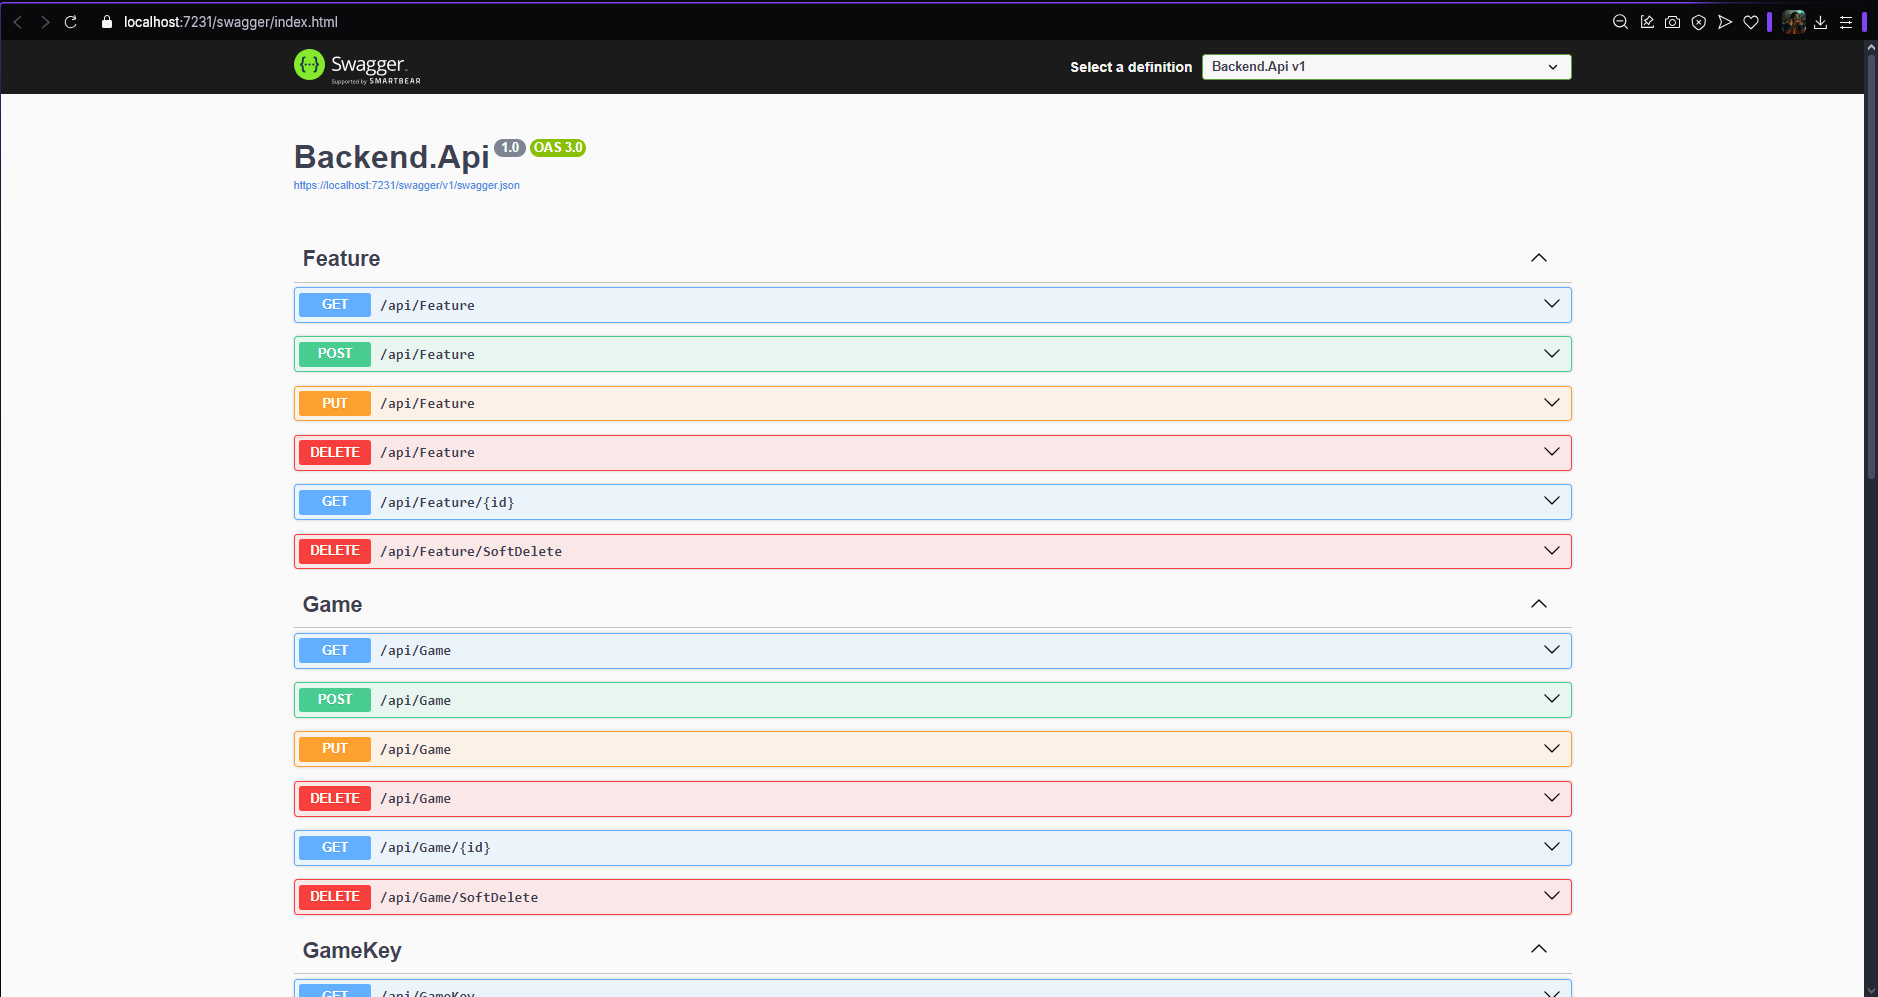 localhost:7231/swagger/index.html
Swagger.
Supported by SMARTBEAR
Select a definition
Backend.Api v1
Backend.Api 1.0 OAS 3.0
https://localhost:7231/swagger/v1/swagger.json
Feature
GET /api/Feature
POST /api/Feature
PUT /api/Feature
DELETE /api/Feature
GET /api/Feature/{id}
DELETE /api/Feature/SoftDelete
Game
GET /api/Game
POST /api/Game
PUT /api/Game
DELETE /api/Game
GET /api/Game/{id}
DELETE /api/Game/SoftDelete
GameKey
GET /api/GameKey